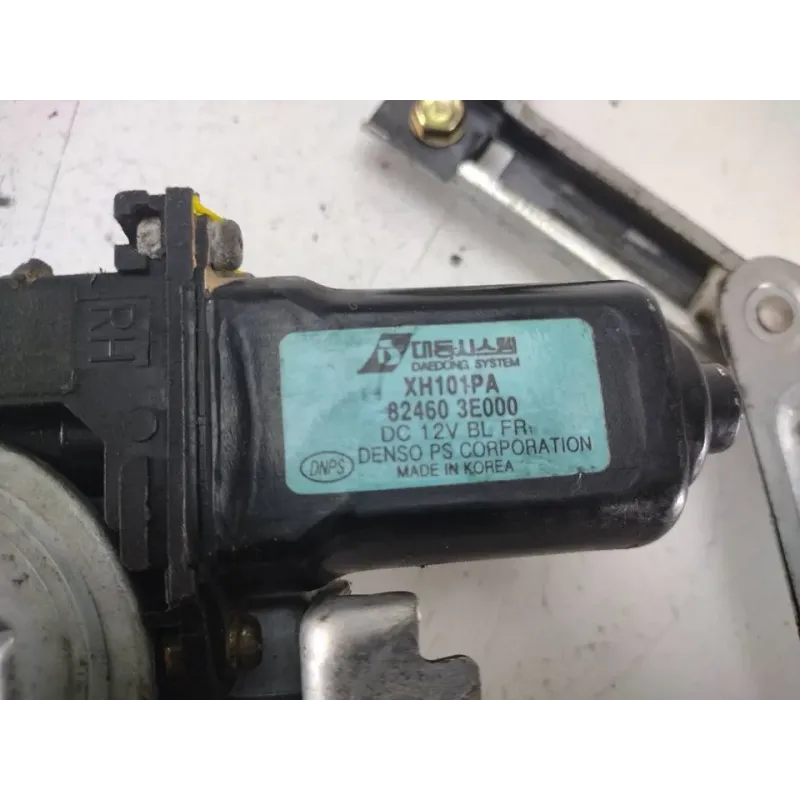 대동시스템
DAEDONG SYSTEM
XH101PA
82460 3E000
DC 12V BL FR
DENSO PS CORPORATION
DNPS
MADE IN KOREA
RH